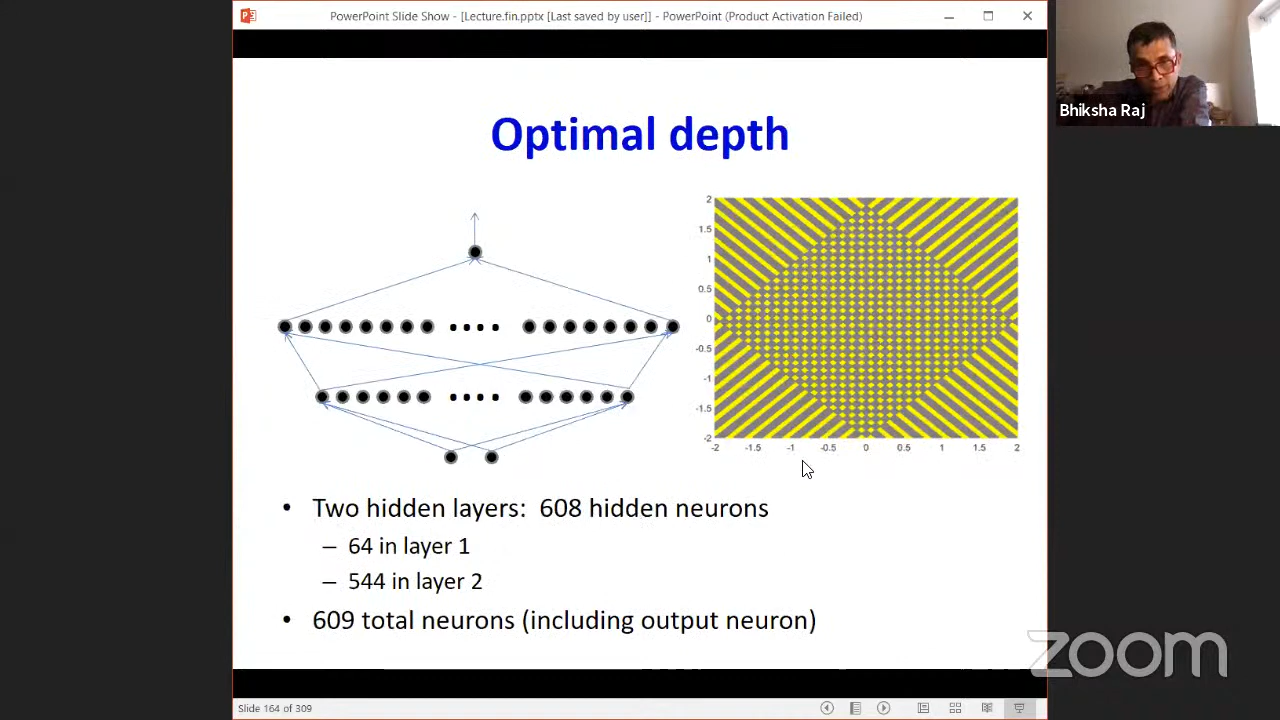 PowerPoint Slide Show - [Lecture.fin.pptx [Last saved by user]] - PowerPoint (Product Activation Failed)
Bhiksha Raj
Optimal depth
2
1.5
1
0.5
0
-0.5
-1
-1.5
-2
-2 -1.5 -1 -0.5 0 0.5 1 1.5 2
• Two hidden layers: 608 hidden neurons
– 64 in layer 1
– 544 in layer 2
• 609 total neurons (including output neuron)
zoom
Slide 164 of 309